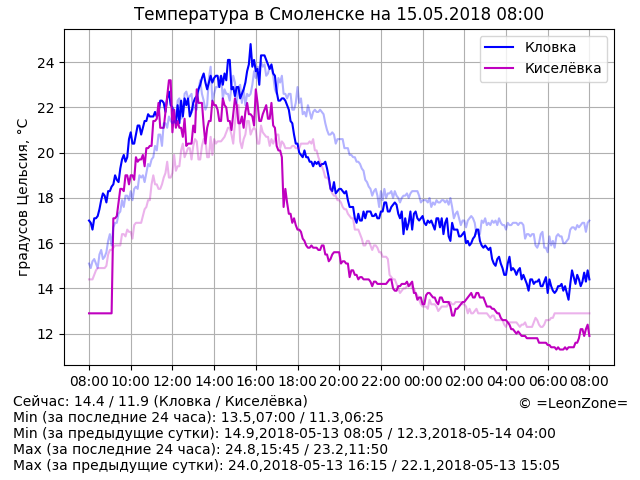 Температура в Смоленске на 15.05.2018 08:00
Кловка
Киселёвка
градусов Цельсия, °C
24
22
20
18
16
14
12
08:00 10:00 12:00 14:00 16:00 18:00 20:00 22:00 00:00 02:00 04:00 06:00 08:00
Сейчас: 14.4 / 11.9 (Кловка / Киселёвка)
© =LeonZone=
Min (за последние 24 часа): 13.5,07:00 / 11.3,06:25
Min (за предыдущие сутки): 14.9,2018-05-13 08:05 / 12.3,2018-05-14 04:00
Max (за последние 24 часа): 24.8,15:45 / 23.2,11:50
Max (за предыдущие сутки): 24.0,2018-05-13 16:15 / 22.1,2018-05-13 15:05